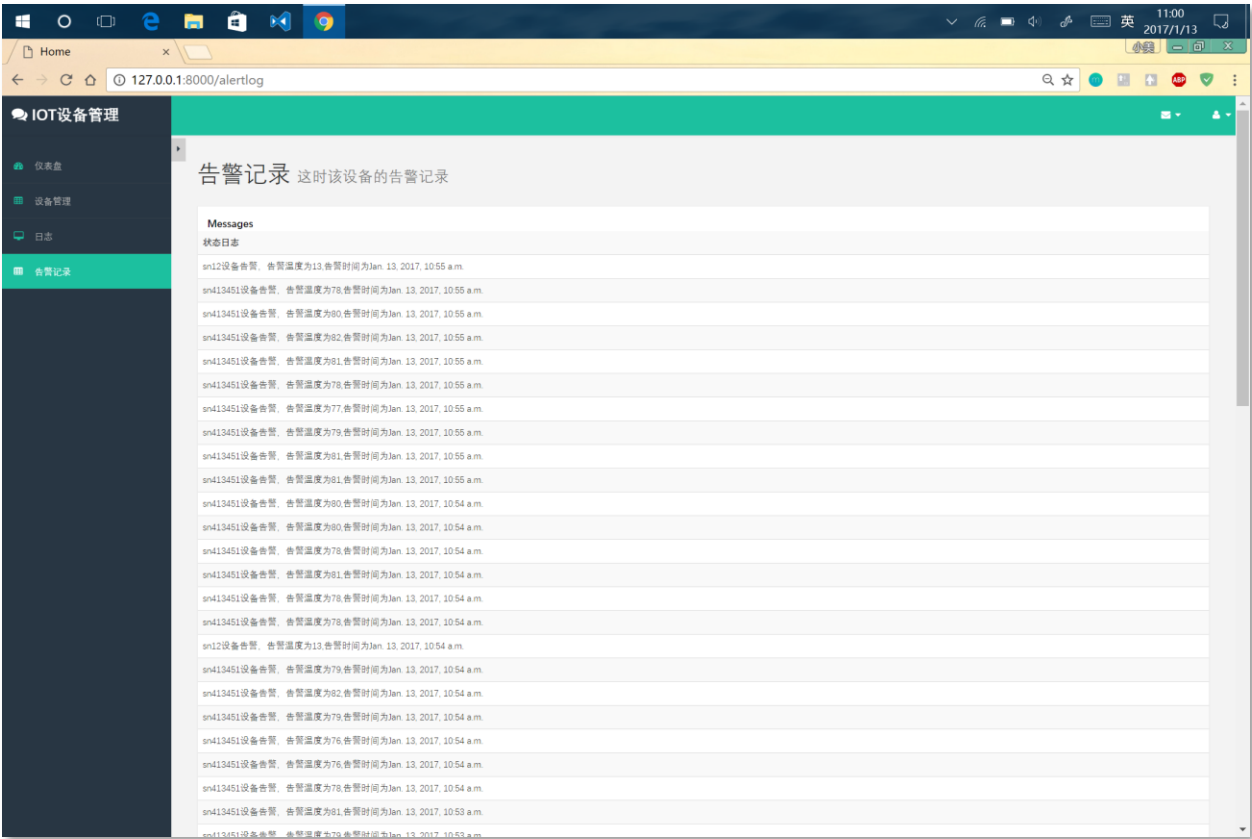 英
11:00
2017/1/13
Home
小奕
127.0.0.1:8000/alertlog
ABP
IOT设备管理
仪表盘
设备管理
日志
告警记录
告警记录 这时该设备的告警记录
Messages
状态日志
sn12设备告警，告警温度为13,告警时间为Jan. 13, 2017, 10:55 a.m.
sn413451设备告警，告警温度为78,告警时间为Jan. 13, 2017, 10:55 a.m.
sn413451设备告警，告警温度为80,告警时间为Jan. 13, 2017, 10:55 a.m.
sn413451设备告警，告警温度为82,告警时间为Jan. 13, 2017, 10:55 a.m.
sn413451设备告警，告警温度为81,告警时间为Jan. 13, 2017, 10:55 a.m.
sn413451设备告警，告警温度为78,告警时间为Jan. 13, 2017, 10:55 a.m.
sn413451设备告警，告警温度为77,告警时间为Jan. 13, 2017, 10:55 a.m.
sn413451设备告警，告警温度为79,告警时间为Jan. 13, 2017, 10:55 a.m.
sn413451设备告警，告警温度为81,告警时间为Jan. 13, 2017, 10:55 a.m.
sn413451设备告警，告警温度为81,告警时间为Jan. 13, 2017, 10:55 a.m.
sn413451设备告警，告警温度为80,告警时间为Jan. 13, 2017, 10:54 a.m.
sn413451设备告警，告警温度为80,告警时间为Jan. 13, 2017, 10:54 a.m.
sn413451设备告警，告警温度为78,告警时间为Jan. 13, 2017, 10:54 a.m.
sn413451设备告警，告警温度为81,告警时间为Jan. 13, 2017, 10:54 a.m.
sn413451设备告警，告警温度为78,告警时间为Jan. 13, 2017, 10:54 a.m.
sn413451设备告警，告警温度为78,告警时间为Jan. 13, 2017, 10:54 a.m.
sn12设备告警，告警温度为13,告警时间为Jan. 13, 2017, 10:54 a.m.
sn413451设备告警，告警温度为79,告警时间为Jan. 13, 2017, 10:54 a.m.
sn413451设备告警，告警温度为82,告警时间为Jan. 13, 2017, 10:54 a.m.
sn413451设备告警，告警温度为79,告警时间为Jan. 13, 2017, 10:54 a.m.
sn413451设备告警，告警温度为76,告警时间为Jan. 13, 2017, 10:54 a.m.
sn413451设备告警，告警温度为76,告警时间为Jan. 13, 2017, 10:54 a.m.
sn413451设备告警，告警温度为78,告警时间为Jan. 13, 2017, 10:54 a.m.
sn413451设备告警，告警温度为81,告警时间为Jan. 13, 2017, 10:53 a.m.
sn413451设备告警，告警温度为79,告警时间为Jan. 13, 2017, 10:53 a.m.